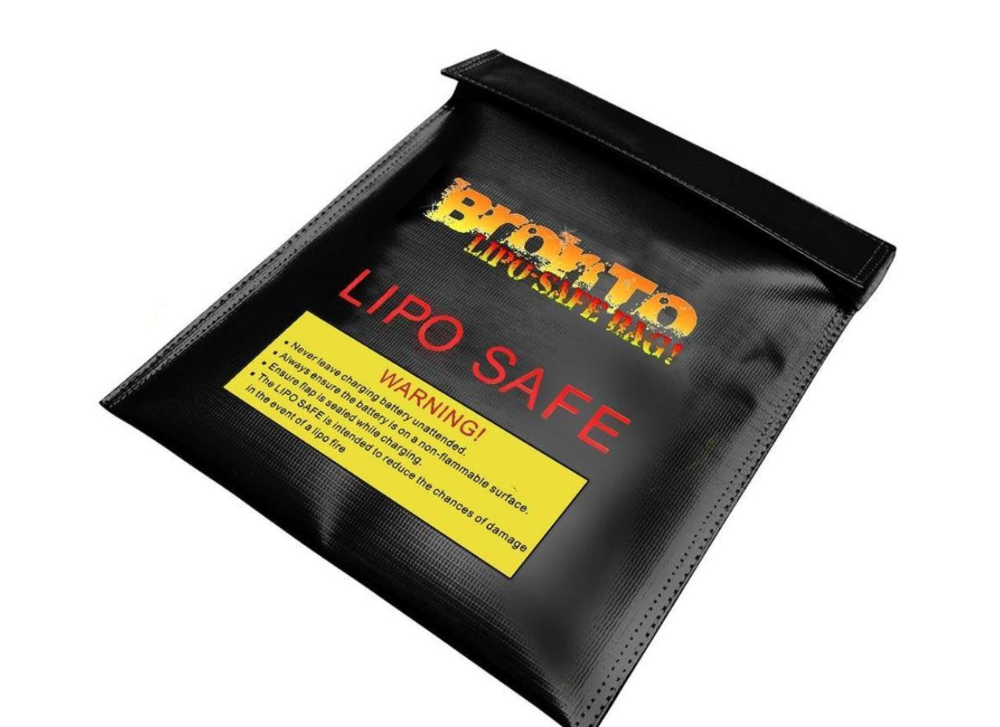 BronTo
LIPO-SAFE BAG!
LIPO SAFE
WARNING!
▪ Never leave charging battery unattended.
▪ Always ensure the battery is on a non-flammable surface.
▪ Ensure flap is sealed while charging.
▪ The LIPO SAFE is intended to reduce the chances of damage
in the event of a lipo fire